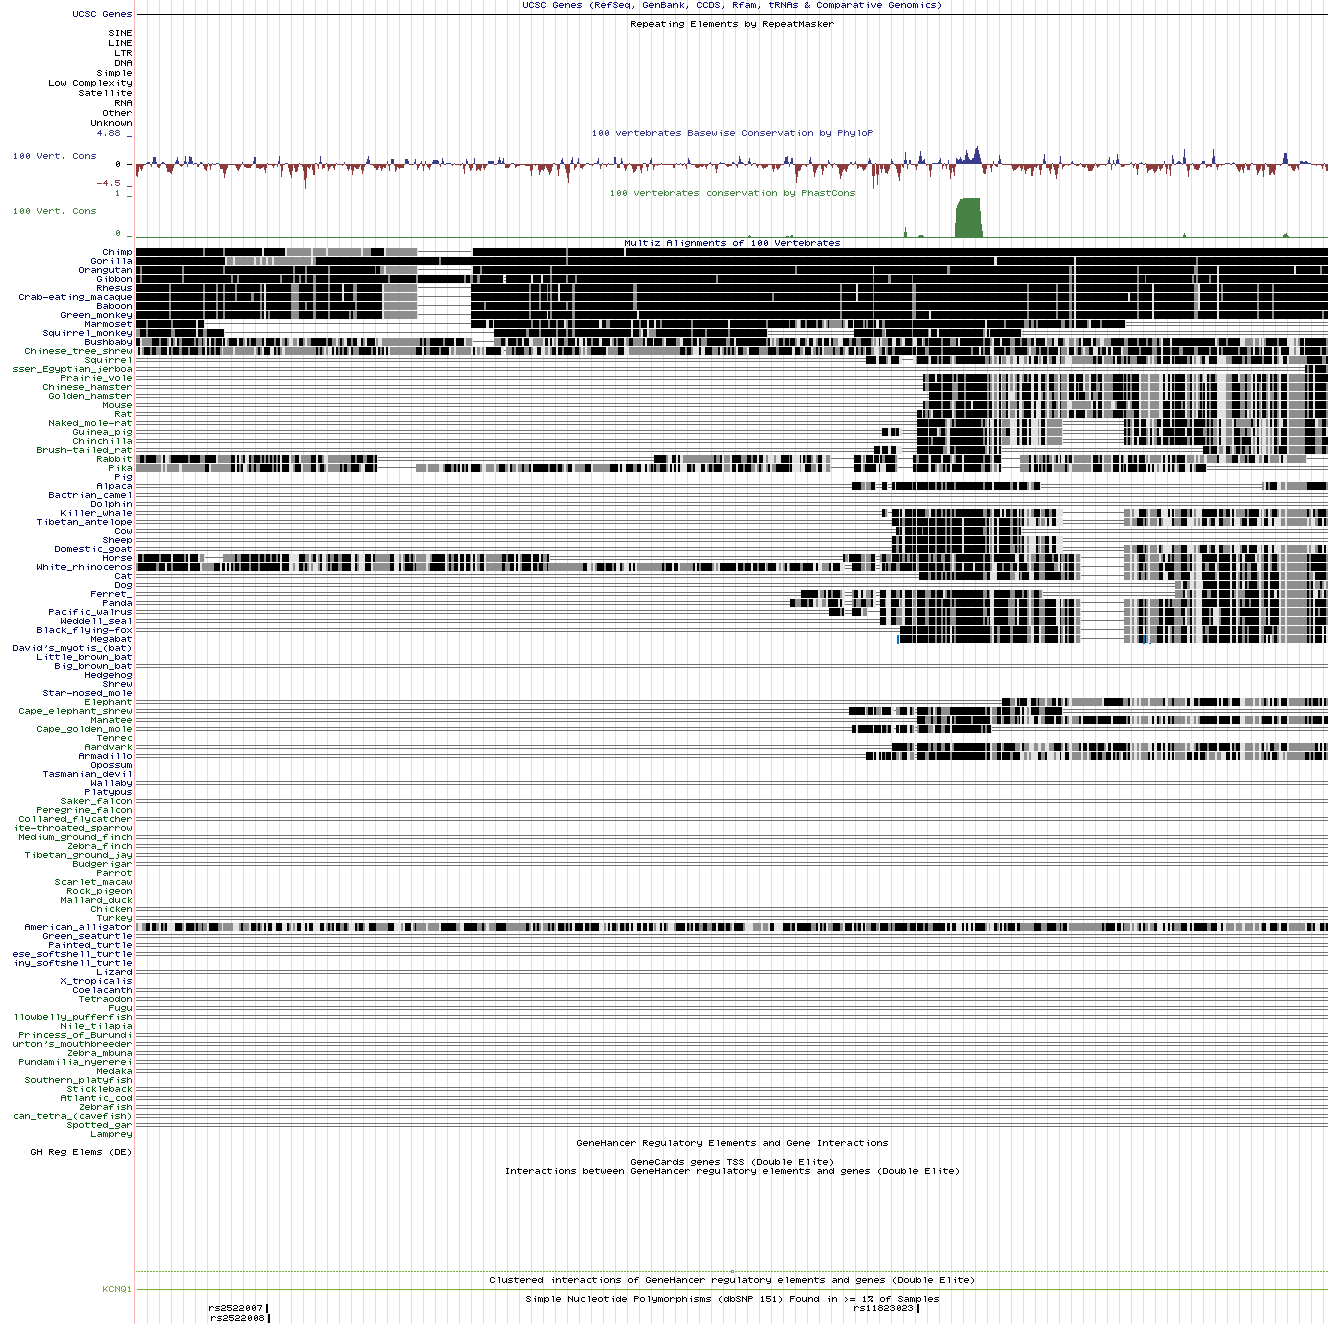 UCSC Genes (RefSeq, GenBank, CCDS, Rfam, tRNAs & Comparative Genomics)
UCSC Genes
Repeating Elements by RepeatMasker
SINE
LINE
LTR
DNA
Simple
Low Complexity
Satellite
RNA
Other
Unknown
4.88 _
100 vertebrates Basewise Conservation by PhyloP
100 Vert. Cons
0 _
-4.5 _
1 _
100 vertebrates conservation by PhastCons
100 Vert. Cons
0 _
Multiz Alignments of 100 Vertebrates
Chimp
Gorilla
Orangutan
Gibbon
Rhesus
Crab-eating_macaque
Baboon
Green_monkey
Marmoset
Squirrel_monkey
Bushbaby
Chinese_tree_shrew
Squirrel
sser_Egyptian_jerboa
Prairie_vole
Chinese_hamster
Golden_hamster
Mouse
Rat
Naked_mole-rat
Guinea_pig
Chinchilla
Brush-tailed_rat
Rabbit
Pika
Pig
Alpaca
Bactrian_camel
Dolphin
Killer_whale
Tibetan_antelope
Cow
Sheep
Domestic_goat
Horse
White_rhinoceros
Cat
Dog
Ferret_
Panda
Pacific_walrus
Weddell_seal
Black_flying-fox
Megabat
David's_myotis_(bat)
Little_brown_bat
Big_brown_bat
Hedgehog
Shrew
Star-nosed_mole
Elephant
Cape_elephant_shrew
Manatee
Cape_golden_mole
Tenrec
Aardvark
Armadillo
Opossum
Tasmanian_devil
Wallaby
Platypus
Saker_falcon
Peregrine_falcon
Collared_flycatcher
ite-throated_sparrow
Medium_ground_finch
Zebra_finch
Tibetan_ground_jay
Budgerigar
Parrot
Scarlet_macaw
Rock_pigeon
Mallard_duck
Chicken
Turkey
American_alligator
Green_seaturtle
Painted_turtle
ese_softshell_turtle
iny_softshell_turtle
Lizard
X_tropicalis
Coelacanth
Tetraodon
Fugu
llowbelly_pufferfish
Nile_tilapia
Princess_of_Burundi
urton's_mouthbreeder
Zebra_mbuna
Pundamilia_nyererei
Medaka
Southern_platyfish
Stickleback
Atlantic_cod
Zebrafish
can_tetra_(cavefish)
Spotted_gar
Lamprey
GeneHancer Regulatory Elements and Gene Interactions
GH Reg Elems (DE)
GeneCards genes TSS (Double Elite)
Interactions between GeneHancer regulatory elements and genes (Double Elite)
Clustered interactions of GeneHancer regulatory elements and genes (Double Elite)
KCNQ1
Simple Nucleotide Polymorphisms (dbSNP 151) Found in >= 1% of Samples
rs2522007 rs11823023
rs2522008